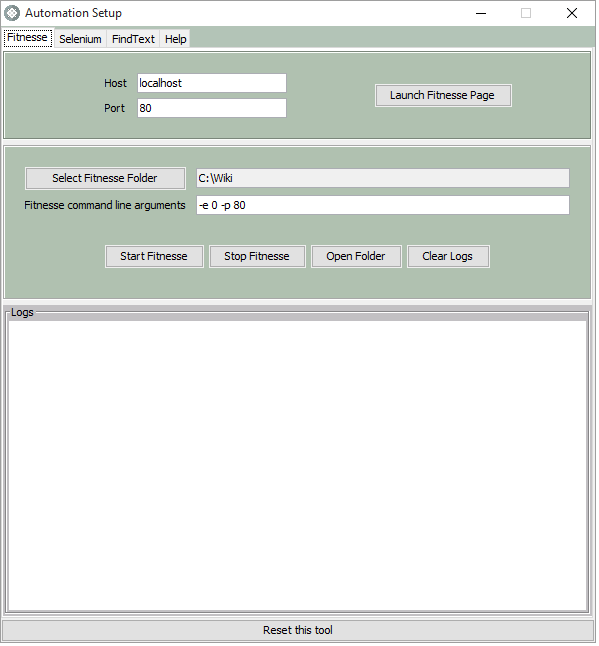 Automation Setup
Fitnesse Selenium FindText Help
Host localhost
Port 80
Launch Fitnesse Page
Select Fitnesse Folder C:\Wiki
Fitnesse command line arguments -e 0 -p 80
Start Fitnesse Stop Fitnesse Open Folder Clear Logs
Logs
Reset this tool